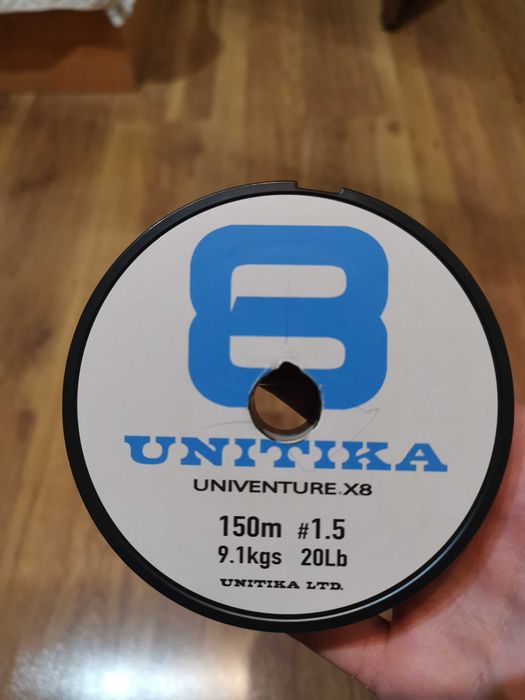 8
UNITIKA
UNIVENTURE X8
150m #1.5
9.1kgs 20Lb
UNITIKA LTD.